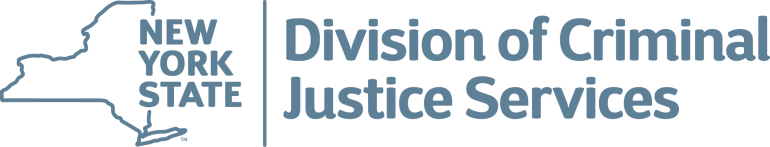 NEW
YORK
STATE
™
Division of Criminal
Justice Services